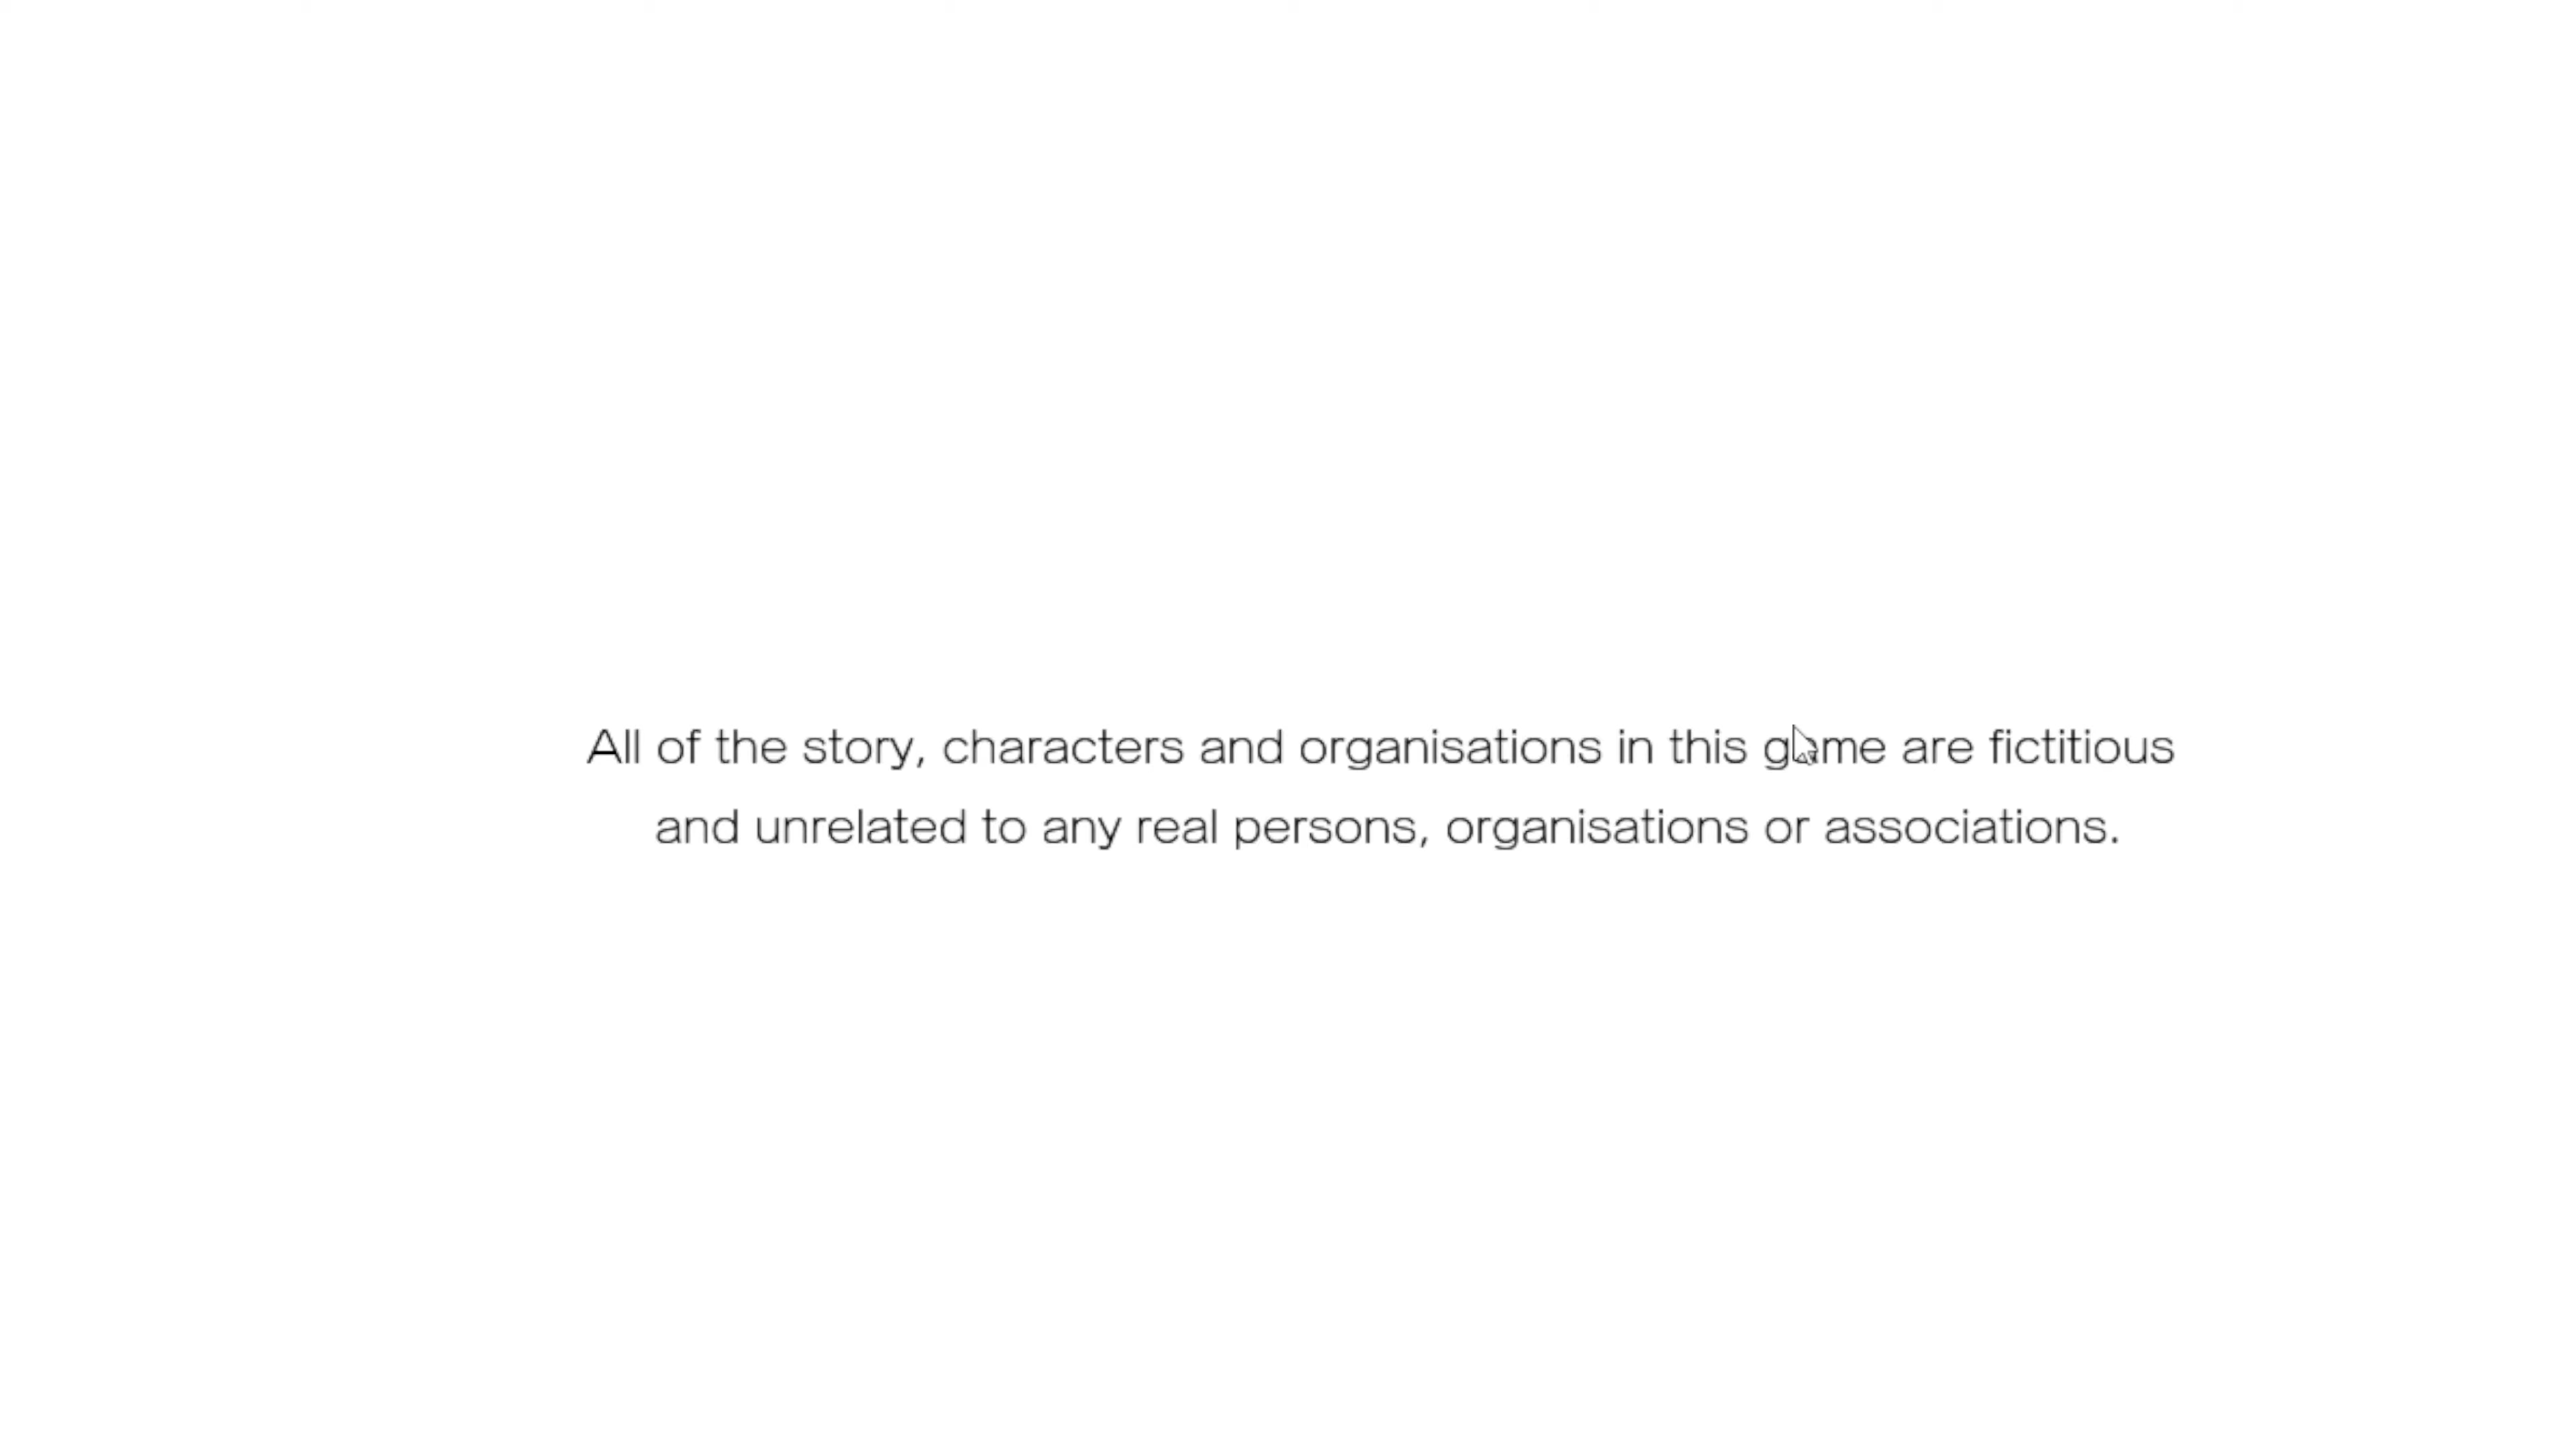 All of the story, characters and organisations in this game are fictitious
and unrelated to any real persons, organisations or associations.